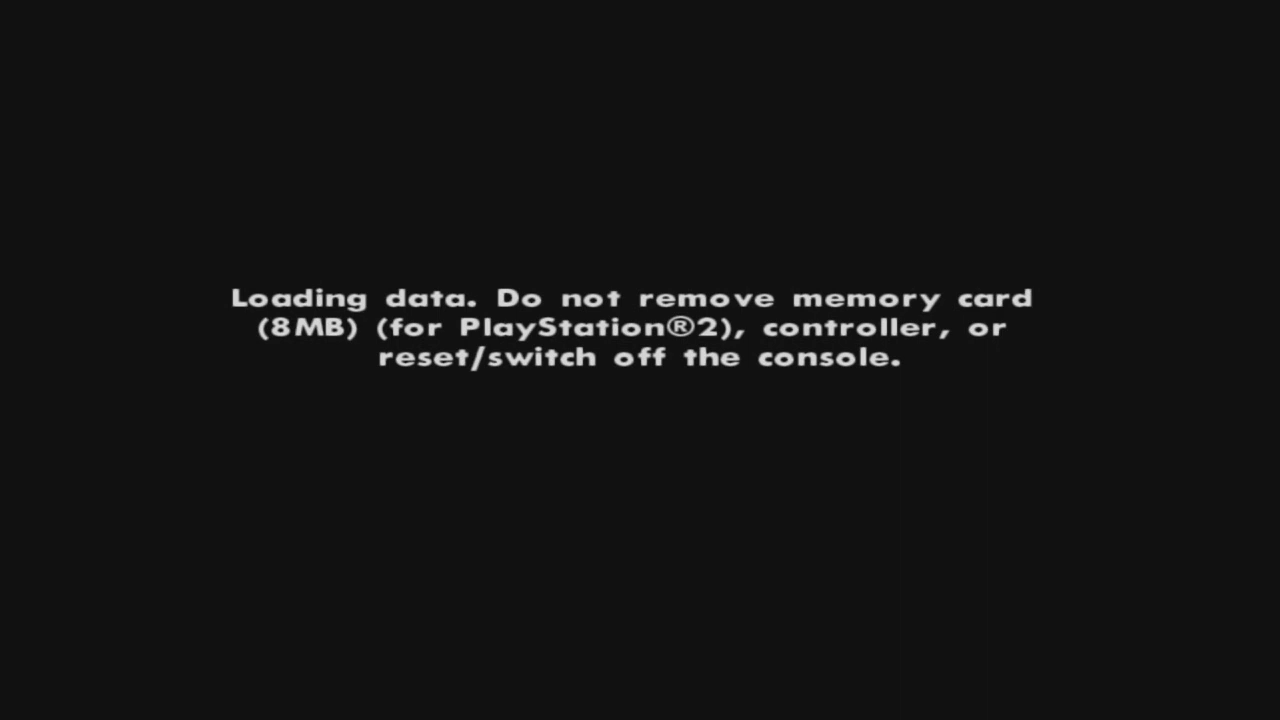 Loading data. Do not remove memory card
(8MB) (for PlayStation®2), controller, or
reset/switch off the console.